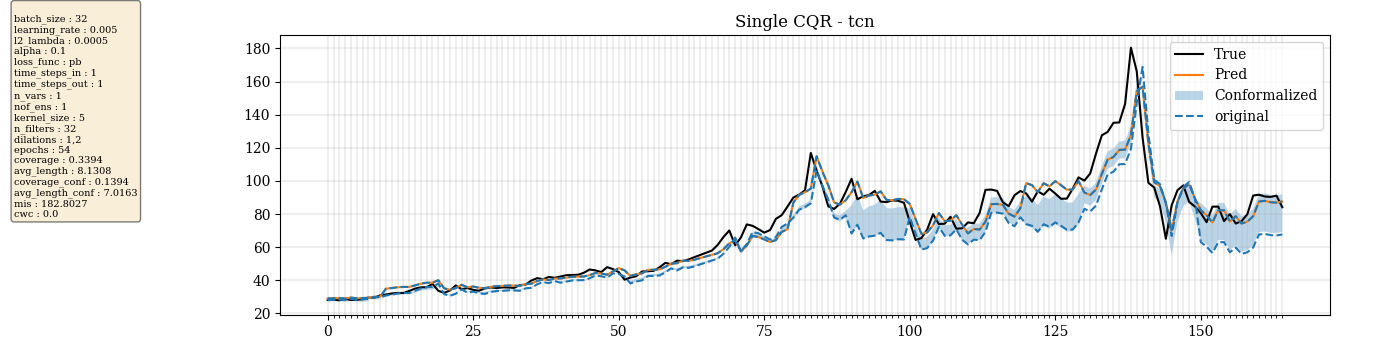 batch_size : 32
learning_rate : 0.005
l2_lambda : 0.0005
alpha : 0.1
loss_func : pb
time_steps_in : 1
time_steps_out : 1
n_vars : 1
nof_ens : 1
kernel_size : 5
n_filters : 32
dilations : 1,2
epochs : 54
coverage : 0.3394
avg_length : 8.1308
coverage_conf : 0.1394
avg_length_conf : 7.0163
mis : 182.8027
cwc : 0.0
Single CQR - tcn
180
160
140
120
100
80
60
40
20
True
Pred
Conformalized
original
0 25 50 75 100 125 150